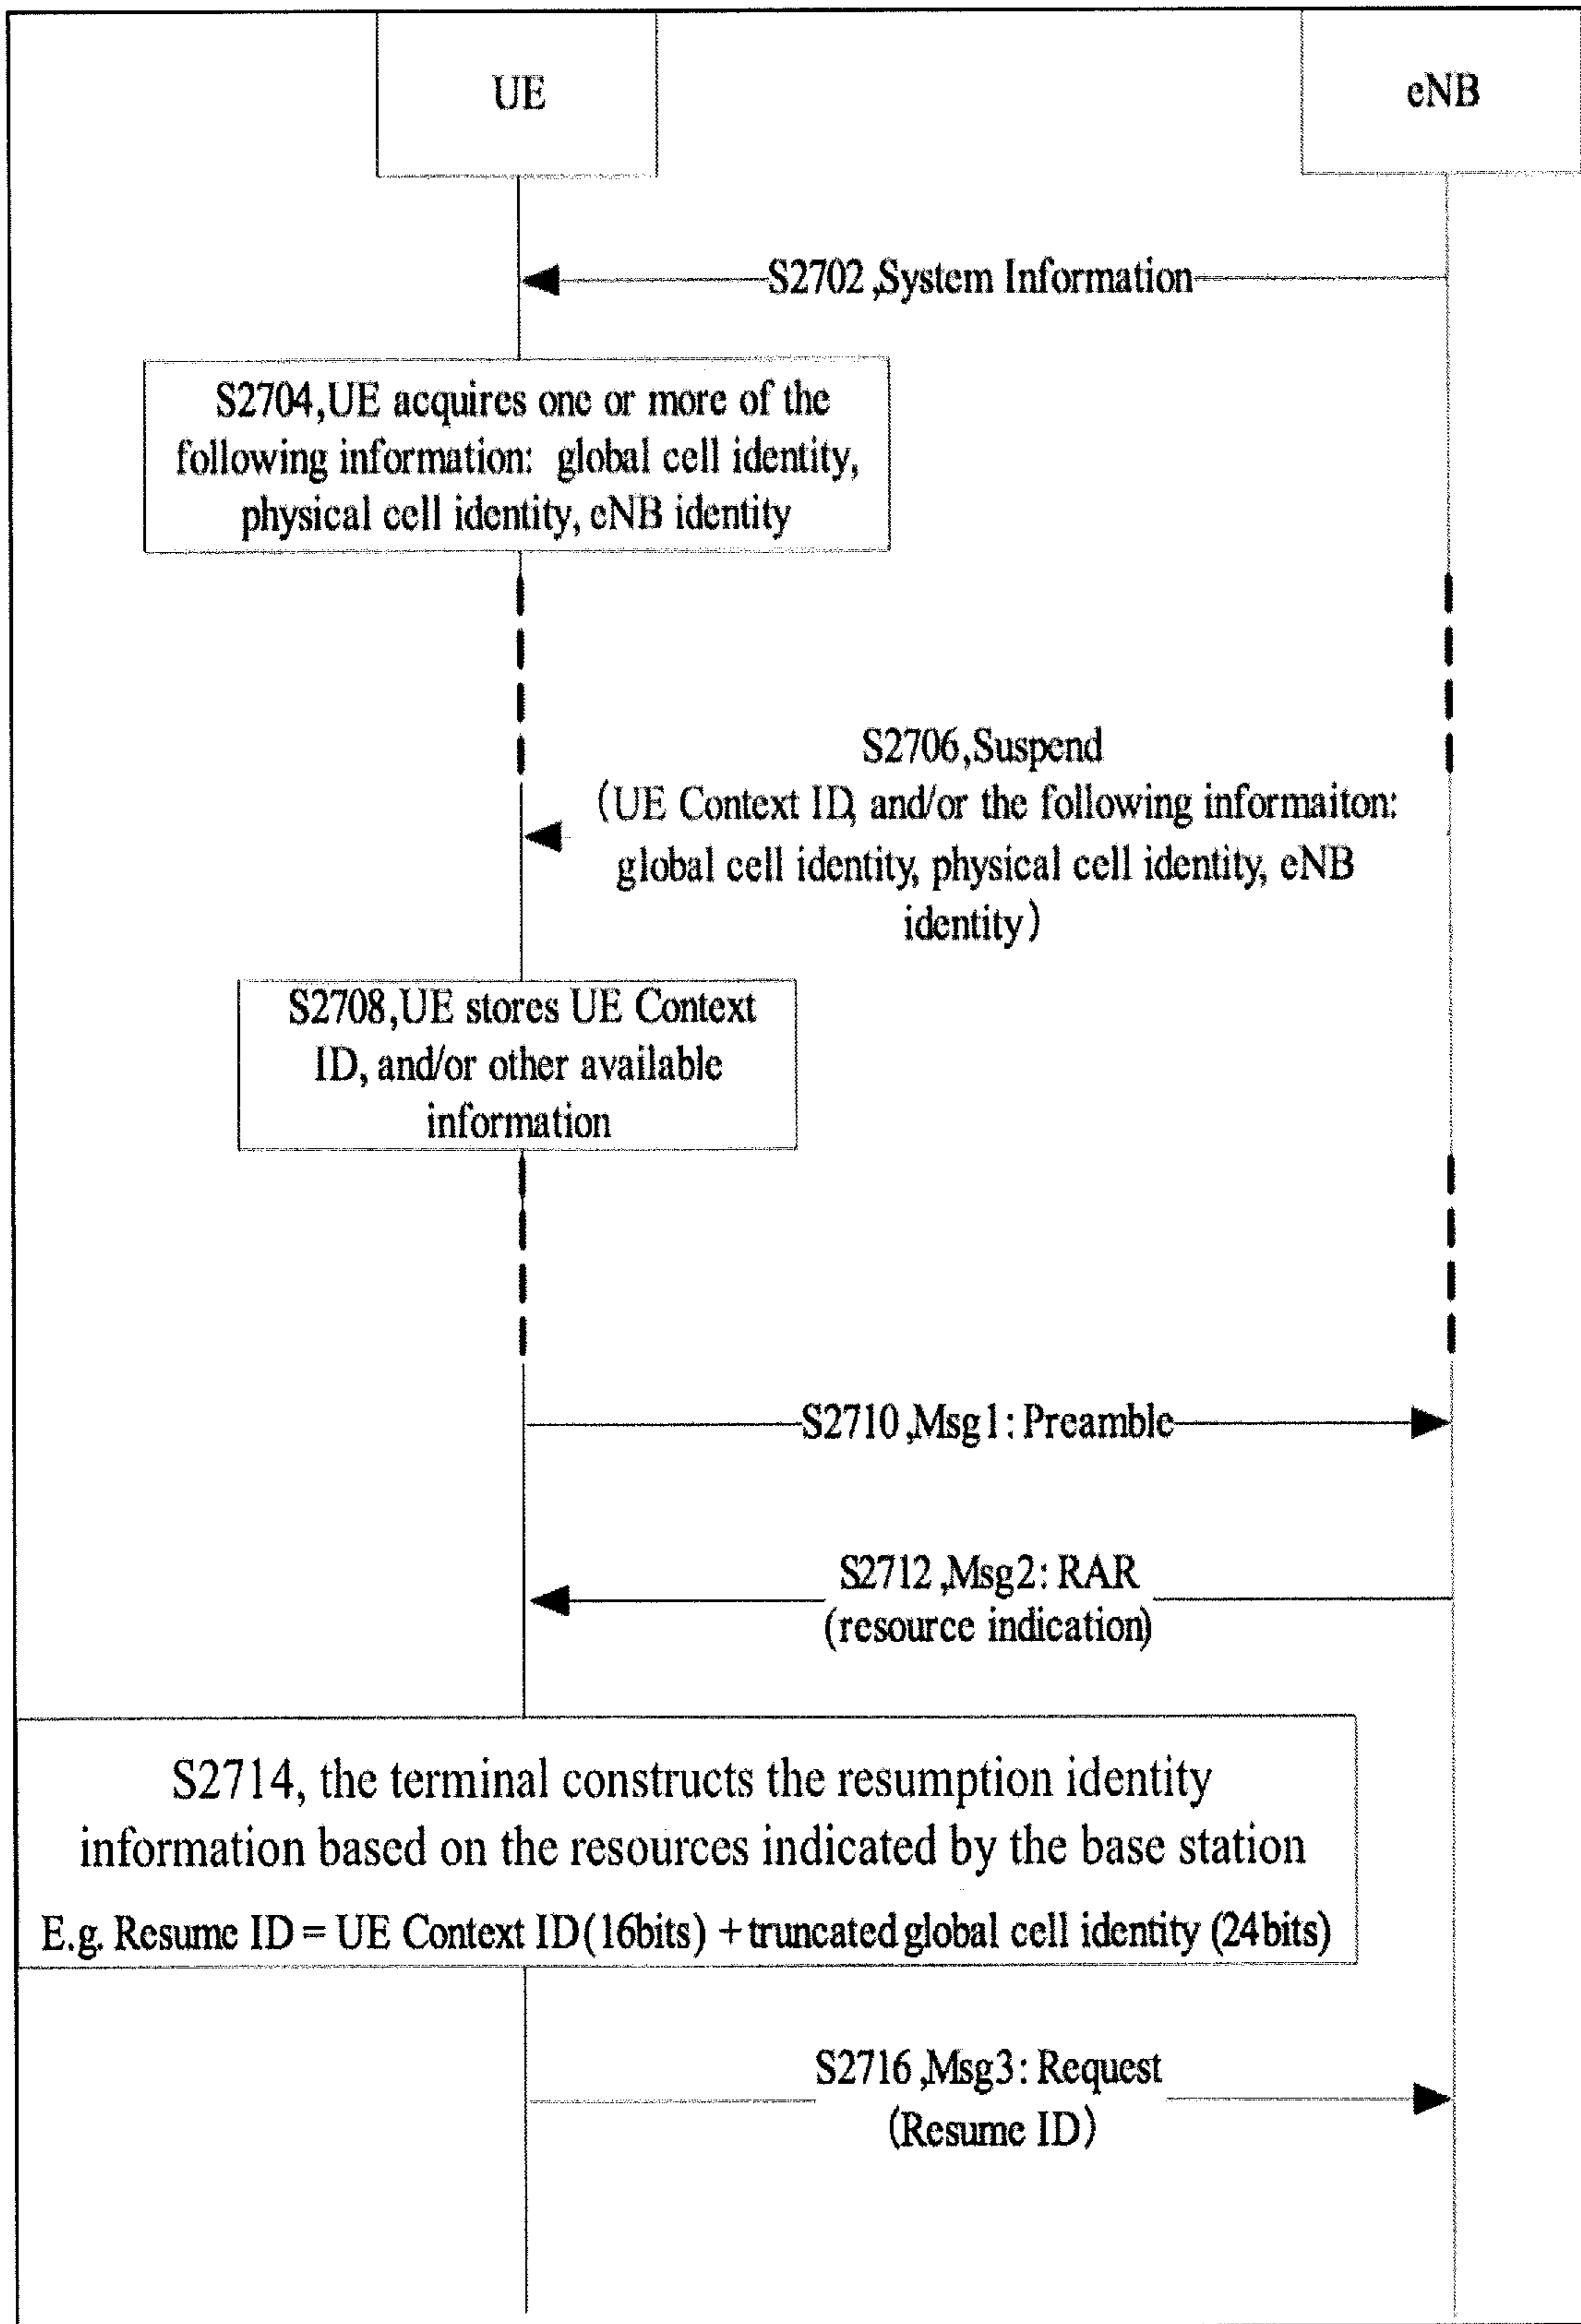 UE
eNB
S2702,System Information
S2704,UE acquires one or more of the
following information: global cell identity,
physical cell identity, eNB identity
S2706,Suspend
(UE Context ID, and/or the following informaiton:
global cell identity, physical cell identity, eNB
identity)
S2708,UE stores UE Context
ID, and/or other available
information
S2710,Msg1: Preamble
S2712,Msg2: RAR
(resource indication)
S2714, the terminal constructs the resumption identity
information based on the resources indicated by the base station
E.g. Resume ID = UE Context ID(16bits) +truncated global cell identity (24bits)
S2716,Msg3: Request
(Resume ID)